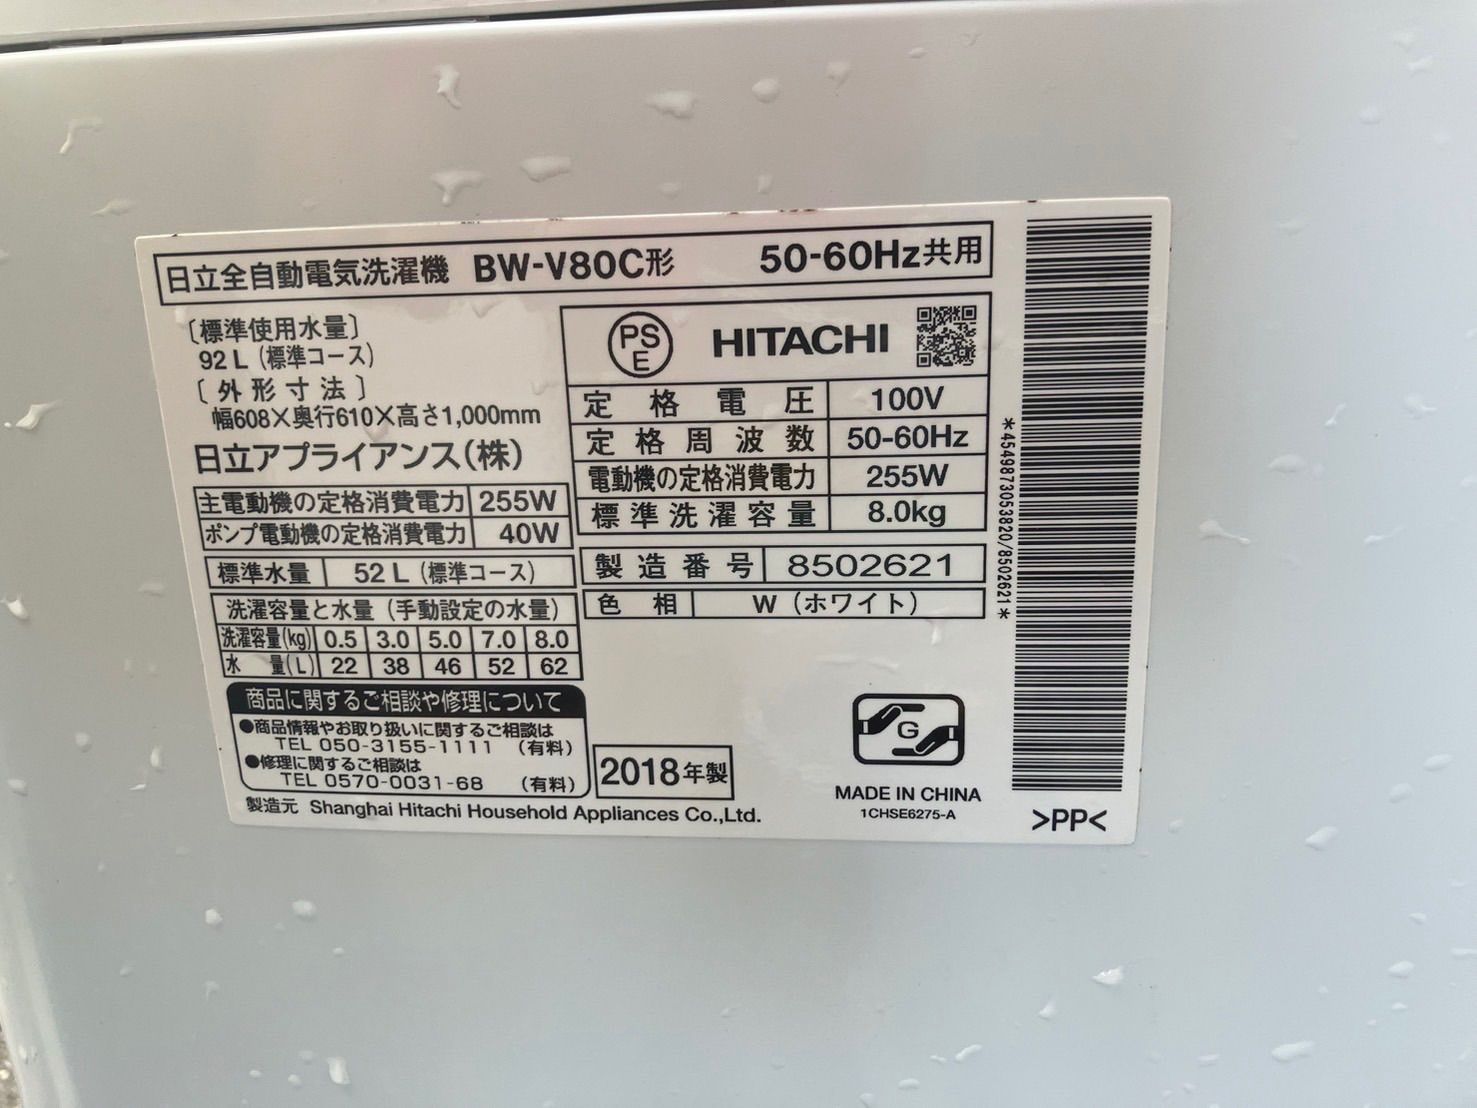 日立全自動電気洗濯機 BW-V80C形 50-60Hz共用
〔標準使用水量〕
92 L (標準コース)
〔外形寸法〕
幅608×奥行610×高さ1,000mm
日立アプライアンス(株)
主電動機の定格消費電力 255W
ポンプ電動機の定格消費電力 40W
標準水量 52 L (標準コース)
洗濯容量と水量 (手動設定の水量)
洗濯容量(kg) 0.5 3.0 5.0 7.0 8.0
水量(L) 22 38 46 52 62
商品に関するご相談や修理について
●商品情報やお取り扱いに関するご相談は
TEL 050-3155-1111 (有料)
●修理に関するご相談は
TEL 0570-0031-68 (有料)
製造元 Shanghai Hitachi Household Appliances Co.,Ltd.
2018年製
PS
E
HITACHI
定格電圧 100V
定格周波数 50-60Hz
電動機の定格消費電力 255W
標準洗濯容量 8.0kg
製造番号 8502621
色相 W (ホワイト)
G
MADE IN CHINA
1CHSE6275-A
*4549873053820/8502621*
>PP<